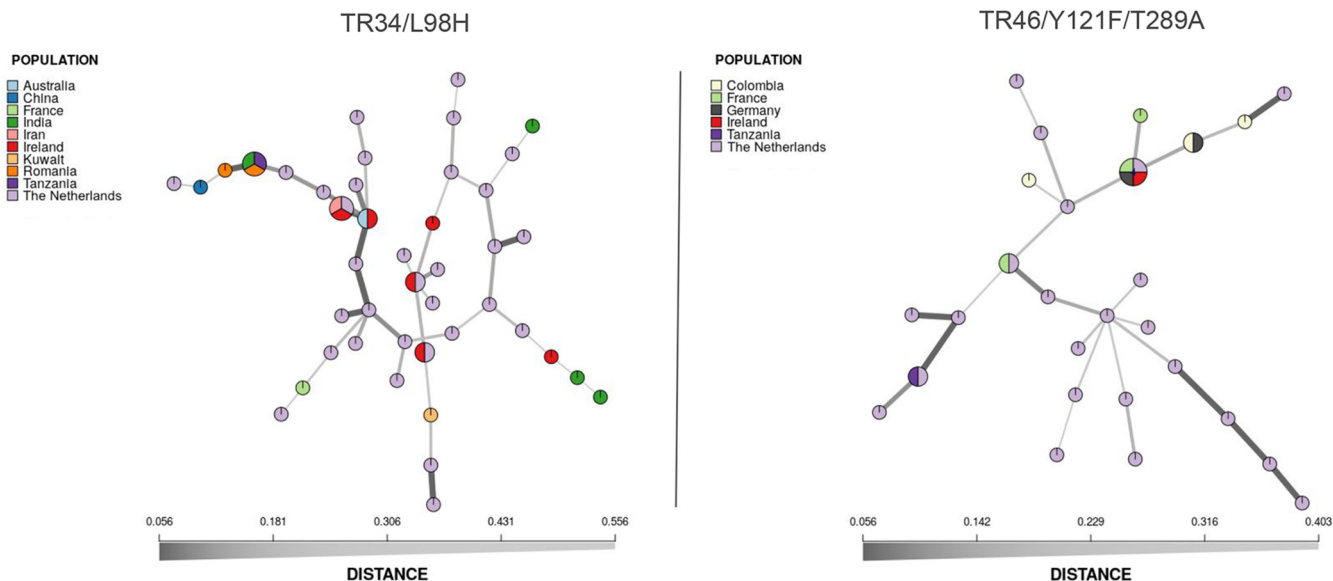 TR34/L98H
POPULATION
Australia
China
France
India
Iran
Ireland
Kuwait
Romania
Tanzania
The Netherlands
0.056 0.181 0.306 0.431 0.556
DISTANCE
TR46/Y121F/T289A
POPULATION
Colombia
France
Germany
Ireland
Tanzania
The Netherlands
0.056 0.142 0.229 0.316 0.403
DISTANCE